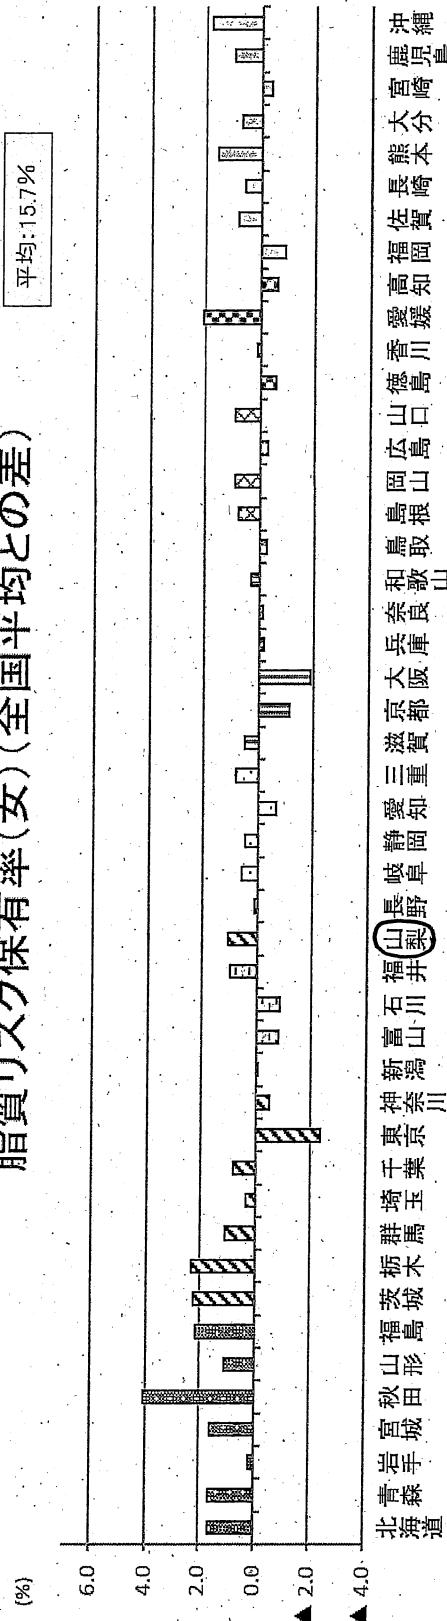 脂質リスク保有率(女)(全国平均との差)
平均:15.7%
(%)
6.0
4.0
2.0
0.0
▲ 2.0
▲ 4.0
北海道
青森
岩手
宮城
秋田
山形
福島
茨城
栃木
群馬
埼玉
千葉
東京
神奈川
新潟
富山
石川
福井
山梨
長野
岐阜
静岡
愛知
三重
滋賀
京都
大阪
兵庫
奈良
和歌山
鳥取
島根
岡山
広島
山口
徳島
香川
愛媛
高知
福岡
佐賀
長崎
熊本
大分
宮崎
鹿児島
沖縄